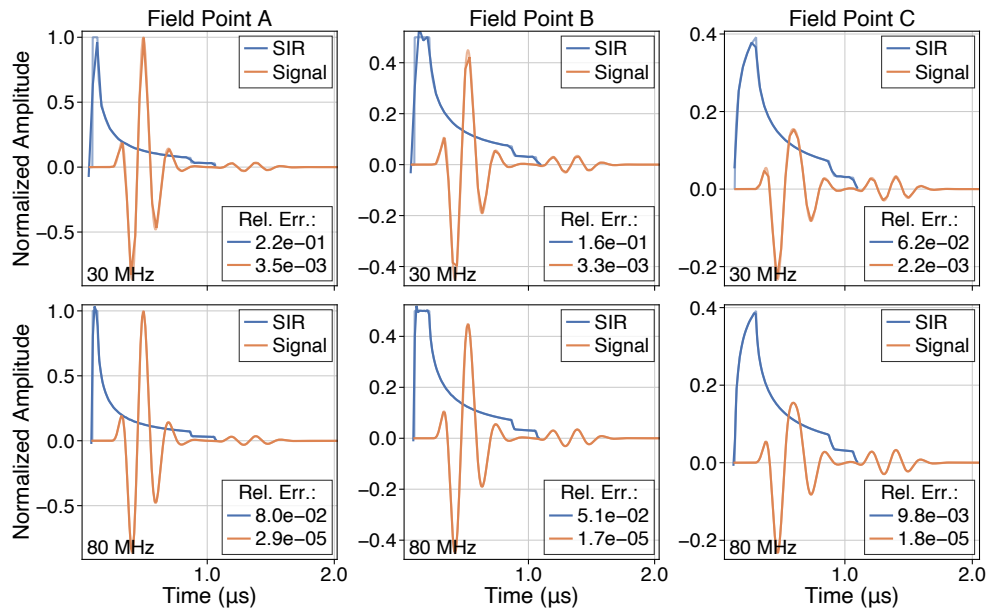 Field Point A
Field Point B
Field Point C
Normalized Amplitude
1.0
0.5
0.0
−0.5
SIR
Signal
Rel. Err.:
2.2e−01
3.5e−03
30 MHz
0.4
0.2
0.0
−0.2
−0.4
SIR
Signal
Rel. Err.:
1.6e−01
3.3e−03
30 MHz
0.4
0.2
0.0
−0.2
SIR
Signal
Rel. Err.:
6.2e−02
2.2e−03
30 MHz
Normalized Amplitude
1.0
0.5
0.0
−0.5
SIR
Signal
Rel. Err.:
8.0e−02
2.9e−05
80 MHz
1.0
2.0
Time (μs)
0.4
0.2
0.0
−0.2
−0.4
SIR
Signal
Rel. Err.:
5.1e−02
1.7e−05
80 MHz
1.0
2.0
Time (μs)
0.4
0.2
0.0
−0.2
SIR
Signal
Rel. Err.:
9.8e−03
1.8e−05
80 MHz
1.0
2.0
Time (μs)